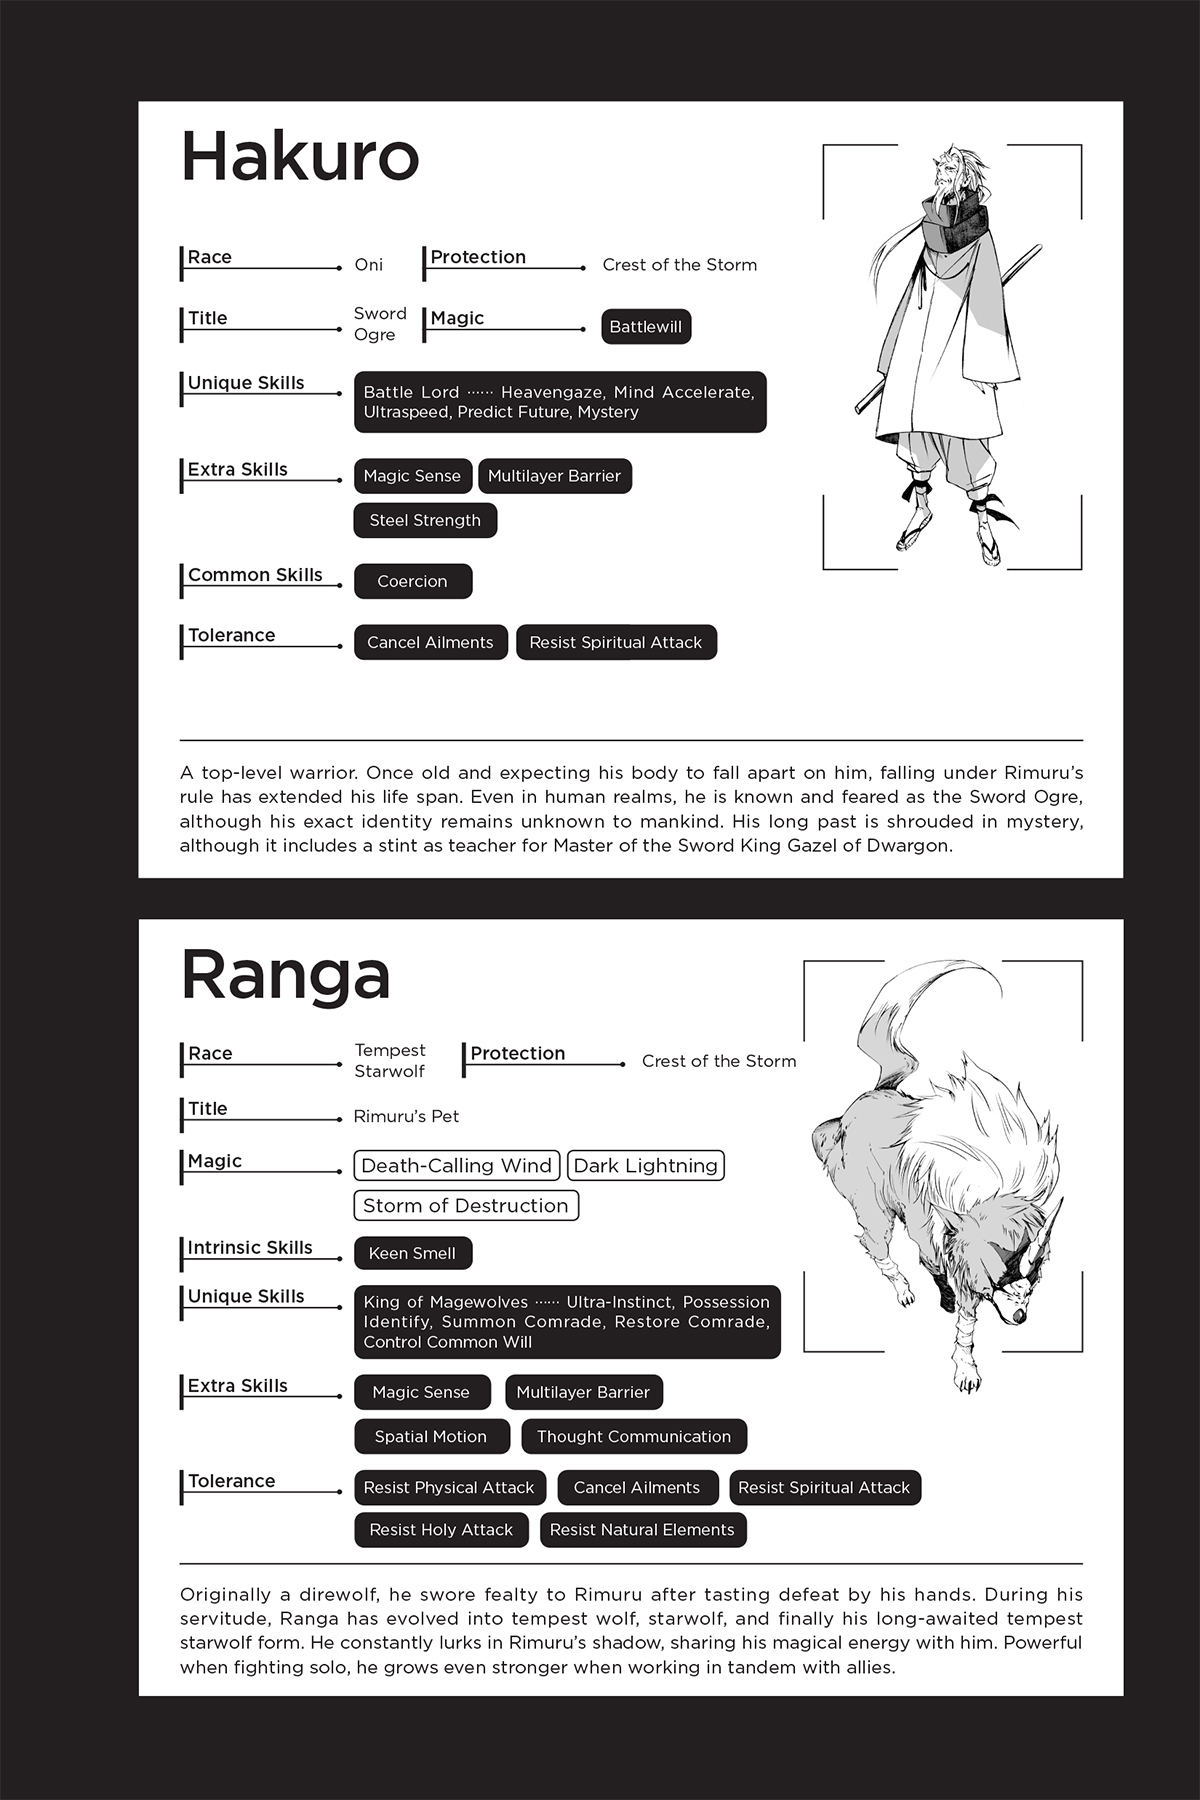 Hakuro
Race
Oni
Protection
Crest of the Storm
Title
Sword
Ogre
Magic
Battlewill
Unique Skills
Battle Lord ······ Heavengaze, Mind Accelerate,
Ultraspeed, Predict Future, Mystery
Extra Skills
Magic Sense
Multilayer Barrier
Steel Strength
Common Skills
Coercion
Tolerance
Cancel Ailments
Resist Spiritual Attack
A top-level warrior. Once old and expecting his body to fall apart on him, falling under Rimuru’s
rule has extended his life span. Even in human realms, he is known and feared as the Sword Ogre,
although his exact identity remains unknown to mankind. His long past is shrouded in mystery,
although it includes a stint as teacher for Master of the Sword King Gazel of Dwargon.
Ranga
Race
Tempest
Starwolf
Protection
Crest of the Storm
Title
Rimuru’s Pet
Magic
Death-Calling Wind
Dark Lightning
Storm of Destruction
Intrinsic Skills
Keen Smell
Unique Skills
King of Magewolves ······ Ultra-Instinct, Possession
Identify, Summon Comrade, Restore Comrade,
Control Common Will
Extra Skills
Magic Sense
Multilayer Barrier
Spatial Motion
Thought Communication
Tolerance
Resist Physical Attack
Cancel Ailments
Resist Spiritual Attack
Resist Holy Attack
Resist Natural Elements
Originally a direwolf, he swore fealty to Rimuru after tasting defeat by his hands. During his
servitude, Ranga has evolved into tempest wolf, starwolf, and finally his long-awaited tempest
starwolf form. He constantly lurks in Rimuru’s shadow, sharing his magical energy with him. Powerful
when fighting solo, he grows even stronger when working in tandem with allies.